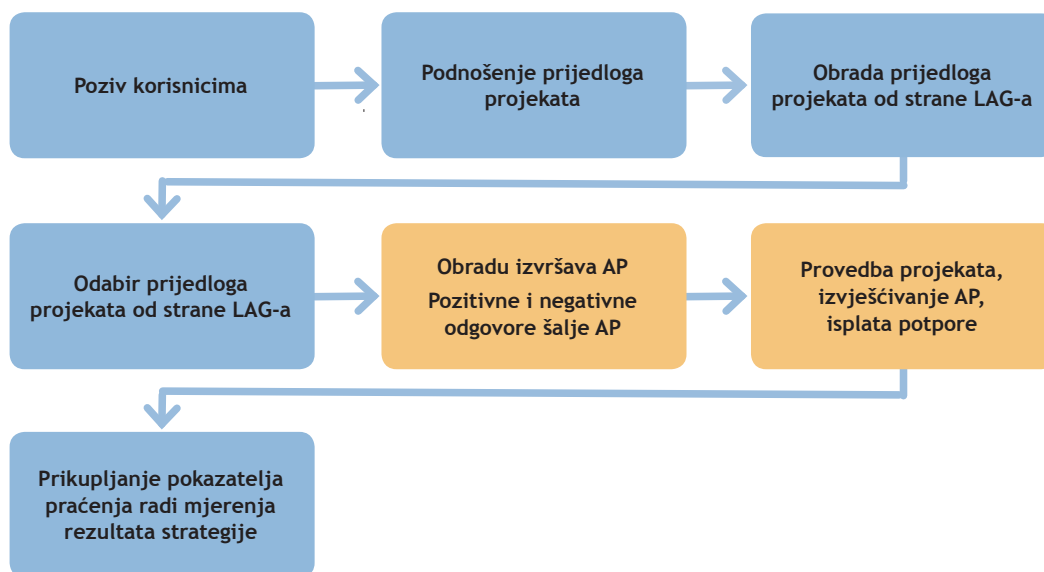 Poziv korisnicima
Podnošenje prijedloga
projekata
Obrada prijedloga
projekata od strane LAG-a
Odabir prijedloga
projekata od strane LAG-a
Obradu izvršava AP
Pozitivne i negativne
odgovore šalje AP
Provedba projekata,
izvješćivanje AP,
isplata potpore
Prikupljanje pokazatelja
praćenja radi mjerenja
rezultata strategije